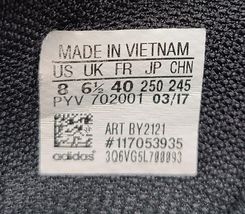 MADE IN VIETNAM
US UK FR JP CHN
8 6½ 40 250 245
PYV 702001 03/17
ART BY2121
#117053935
adidas 3Q6VG5L708093